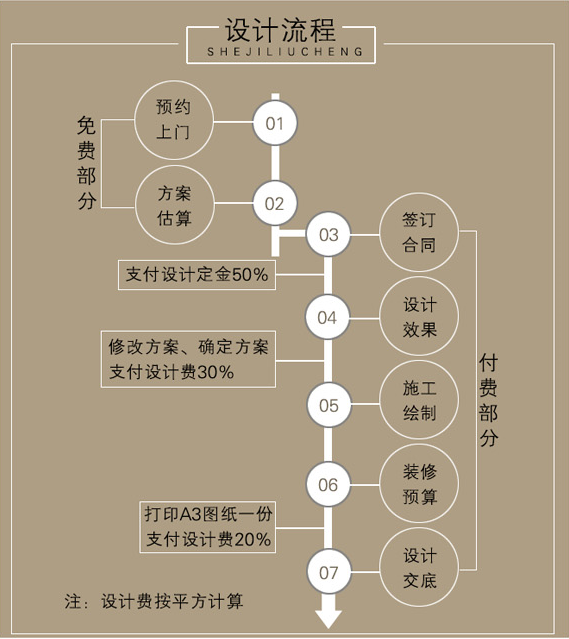 设计流程
SHEJILIUCHENG
免费部分
预约
上门
01
方案
估算
02
03
签订
合同
支付设计定金50%
04
设计
效果
修改方案、确定方案
支付设计费30%
付费部分
05
施工
绘制
06
装修
预算
打印A3图纸一份
支付设计费20%
07
设计
交底
注：设计费按平方计算